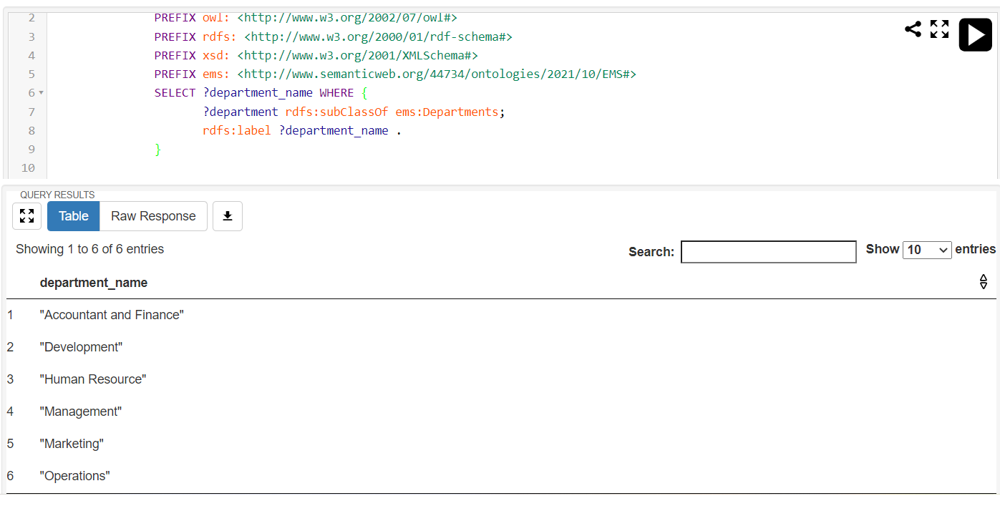 2 PREFIX owl: <http://www.w3.org/2002/07/owl#>
3 PREFIX rdfs: <http://www.w3.org/2000/01/rdf-schema#>
4 PREFIX xsd: <http://www.w3.org/2001/XMLSchema#>
5 PREFIX ems: <http://www.semanticweb.org/44734/ontologies/2021/10/EMS#>
6 SELECT ?department_name WHERE {
7 ?department rdfs:subClassOf ems:Departments;
8 rdfs:label ?department_name .
9 }
10
QUERY RESULTS
Table Raw Response
Showing 1 to 6 of 6 entries Search: Show 10 entries
department_name
1 "Accountant and Finance"
2 "Development"
3 "Human Resource"
4 "Management"
5 "Marketing"
6 "Operations"